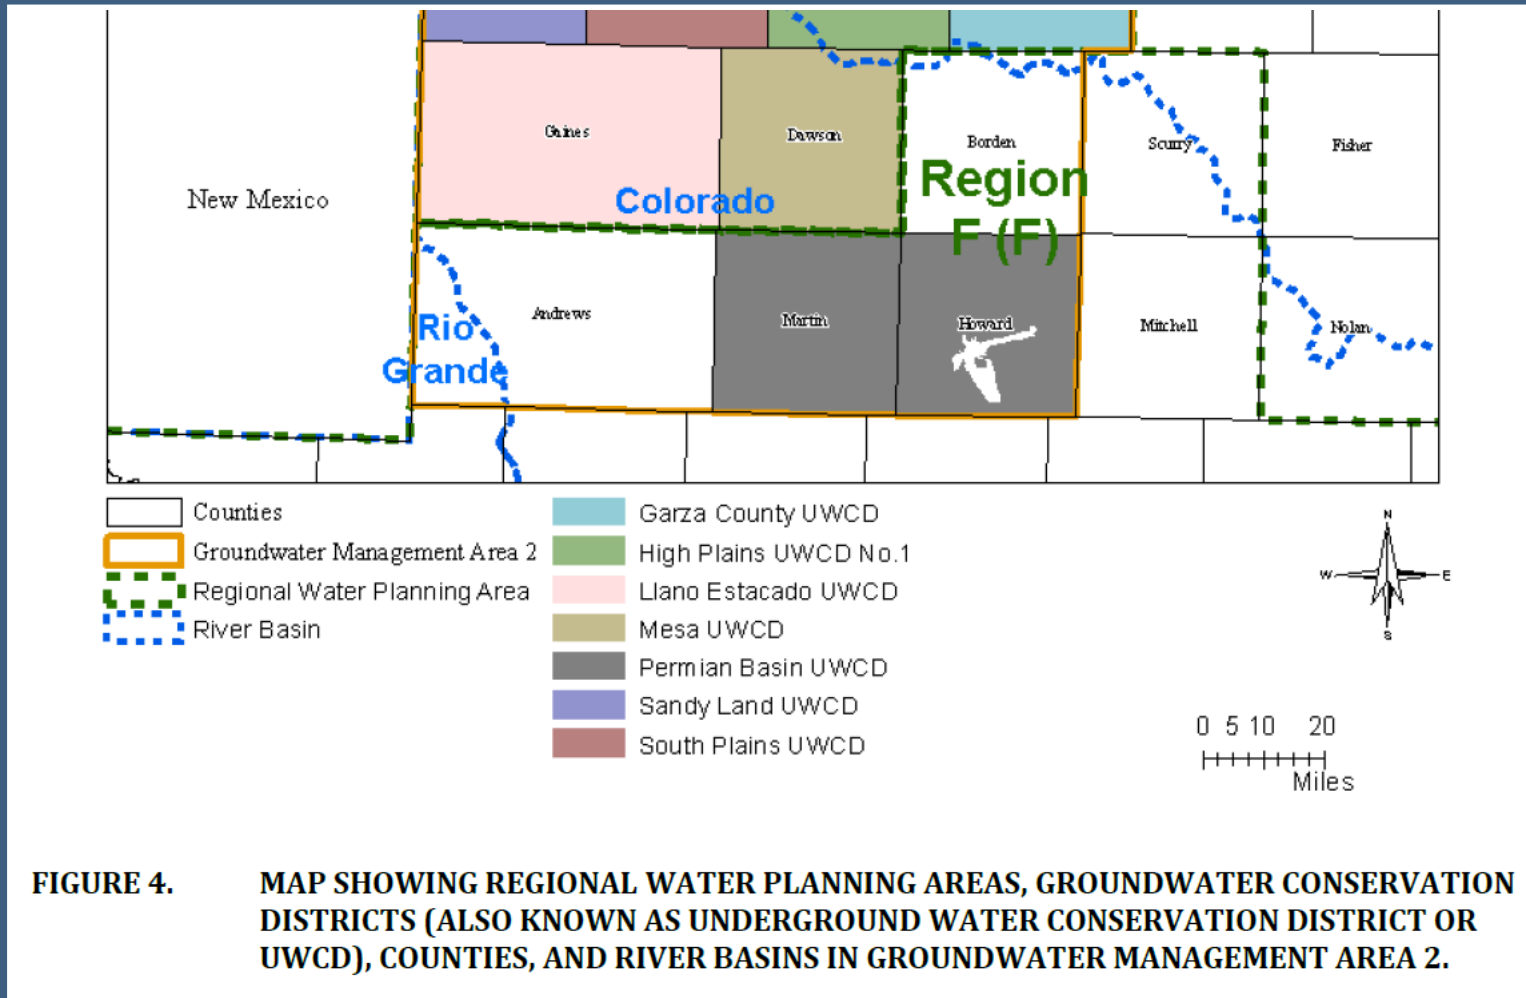 Gaines
Dawson
Borden
Scurry
Fisher
New Mexico
Colorado
Region
F (F)
Andrews
Martin
Howard
Mitchell
Nolan
Rio
Grande
Counties
Groundwater Management Area 2
Regional Water Planning Area
River Basin
Garza County UWCD
High Plains UWCD No.1
Llano Estacado UWCD
Mesa UWCD
Permian Basin UWCD
Sandy Land UWCD
South Plains UWCD
N
W E
S
0 5 10 20
Miles
FIGURE 4. MAP SHOWING REGIONAL WATER PLANNING AREAS, GROUNDWATER CONSERVATION
DISTRICTS (ALSO KNOWN AS UNDERGROUND WATER CONSERVATION DISTRICT OR
UWCD), COUNTIES, AND RIVER BASINS IN GROUNDWATER MANAGEMENT AREA 2.